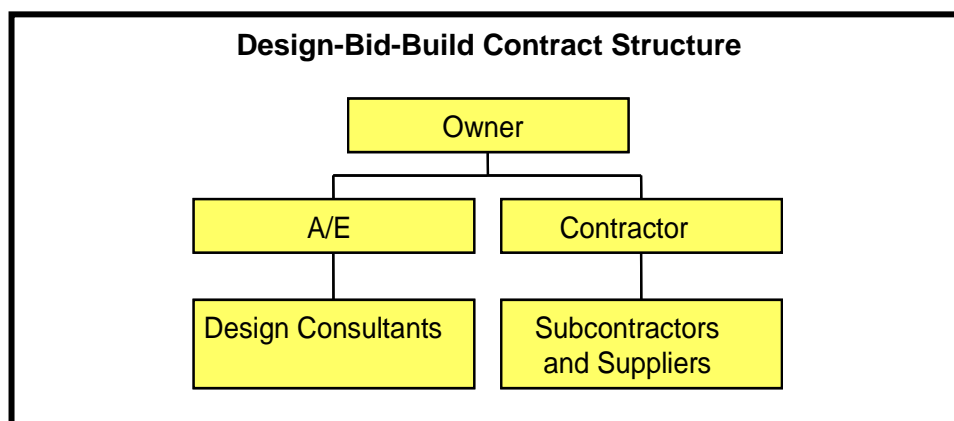 Design-Bid-Build Contract Structure
Owner
A/E
Contractor
Design Consultants
Subcontractors
and Suppliers